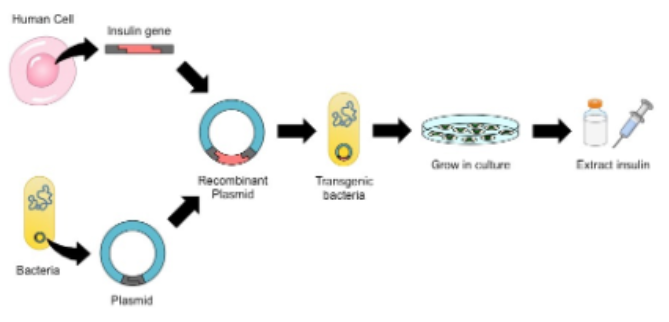 Human Cell
Insulin gene
Recombinant
Plasmid
Transgenic
bacteria
Grow in culture
Extract insulin
Bacteria
Plasmid